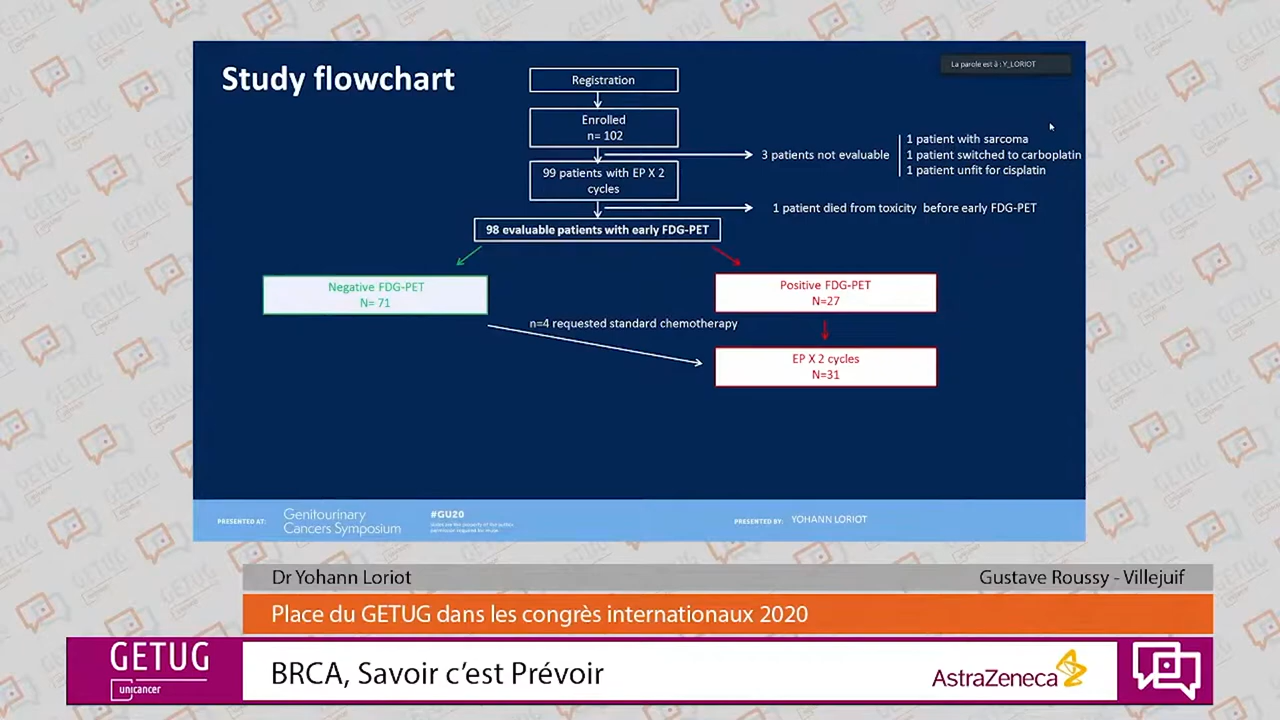 Study flowchart
La parole est à : Y_LORIOT
Registration
Enrolled
n= 102
3 patients not evaluable
1 patient with sarcoma
1 patient switched to carboplatin
1 patient unfit for cisplatin
99 patients with EP X 2
cycles
1 patient died from toxicity before early FDG-PET
98 evaluable patients with early FDG-PET
Negative FDG-PET
N= 71
Positive FDG-PET
N=27
n=4 requested standard chemotherapy
EP X 2 cycles
N=31
PRESENTED AT:
Genitourinary
Cancers Symposium
#GU20
PRESENTED BY: YOHANN LORIOT
Dr Yohann Loriot
Gustave Roussy - Villejuif
Place du GETUG dans les congrès internationaux 2020
GETUG
unicancer
BRCA, Savoir c’est Prévoir
AstraZeneca